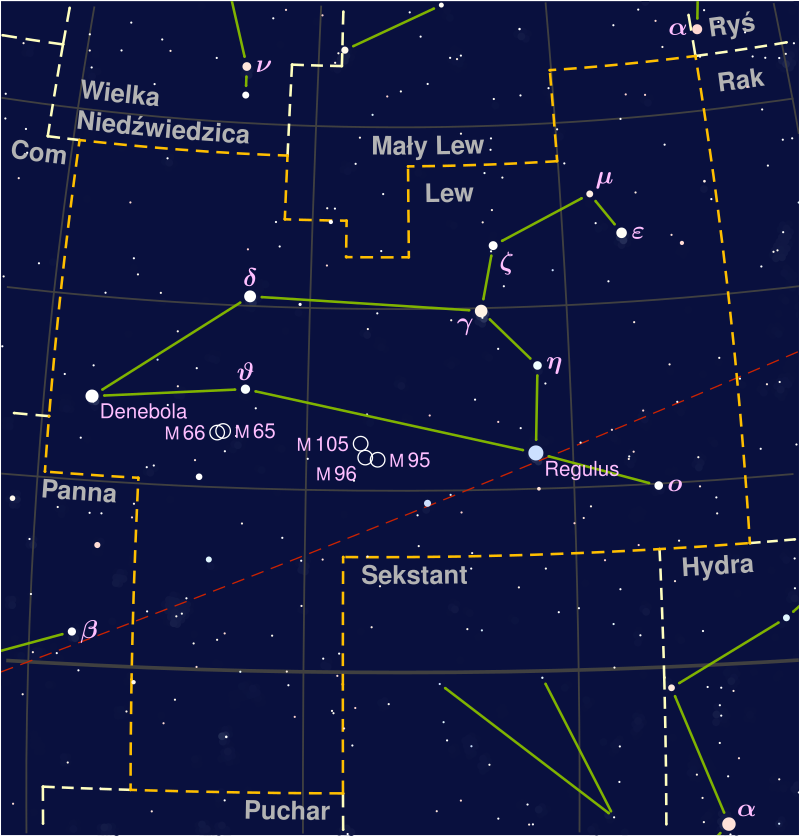 α Ryś
ν
Rak
Wielka
Niedźwiedzica
Com
Mały Lew
Lew
μ
ε
ζ
δ
γ
η
ϑ
Denebola
M 66 M 65
M 105
M 96 M 95
Regulus
ο
Panna
Sekstant
Hydra
β
Puchar
α